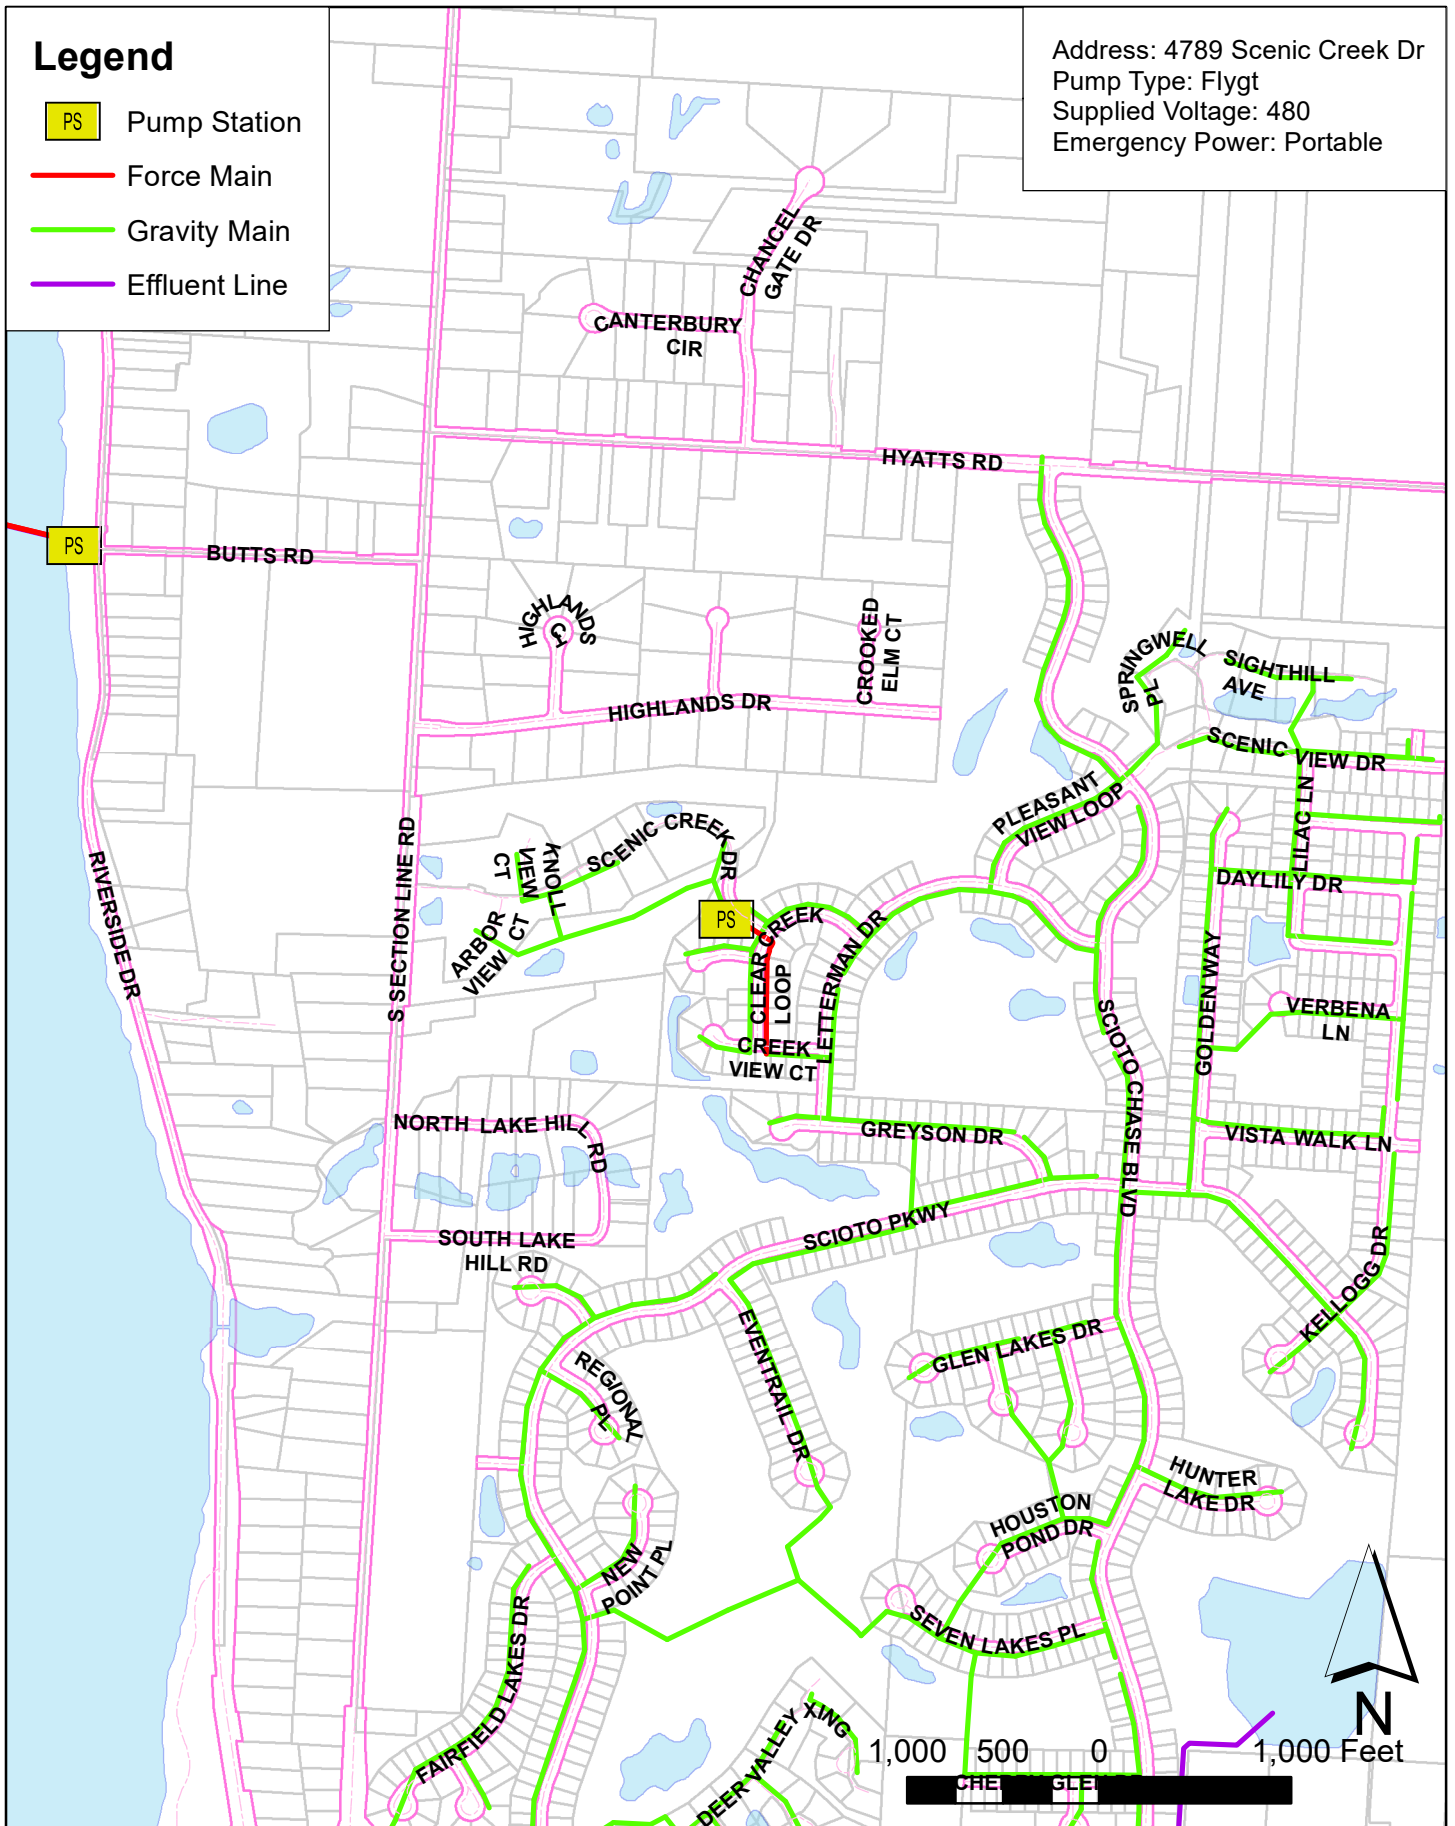 Legend
PS Pump Station
Force Main
Gravity Main
Effluent Line
Address: 4789 Scenic Creek Dr
Pump Type: Flygt
Supplied Voltage: 480
Emergency Power: Portable
CHANCEL
GATE DR
CANTERBURY
CIR
HYATTS RD
PS
BUTTS RD
HIGHLANDS
CT
CROOKED
ELM CT
HIGHLANDS DR
SPRINGWELL
PL
SIGHTHILL
AVE
SCENIC VIEW DR
PLEASANT
VIEW LOOP
LILAC LN
DAYLILY DR
SCENIC CREEK DR
KNOLL
VIEW
CT
ARBOR
VIEW CT
RIVERSIDE DR
S SECTION LINE RD
PS
CLEAR CREEK
LOOP
LETTERMAN DR
CREEK
VIEW CT
GOLDEN WAY
VERBENA
LN
SCIOTO CHASE BLVD
NORTH LAKE HILL RD
GREYSON DR
VISTA WALK LN
SOUTH LAKE
HILL RD
SCIOTO PKWY
KELLOGG DR
EVENTRAIL DR
GLEN LAKES DR
REGIONAL
PL
HUNTER
LAKE DR
HOUSTON
POND DR
NEW
POINT PL
SEVEN LAKES PL
FAIRFIELD LAKES DR
DEER VALLEY XING
N
1,000 500 0 1,000 Feet